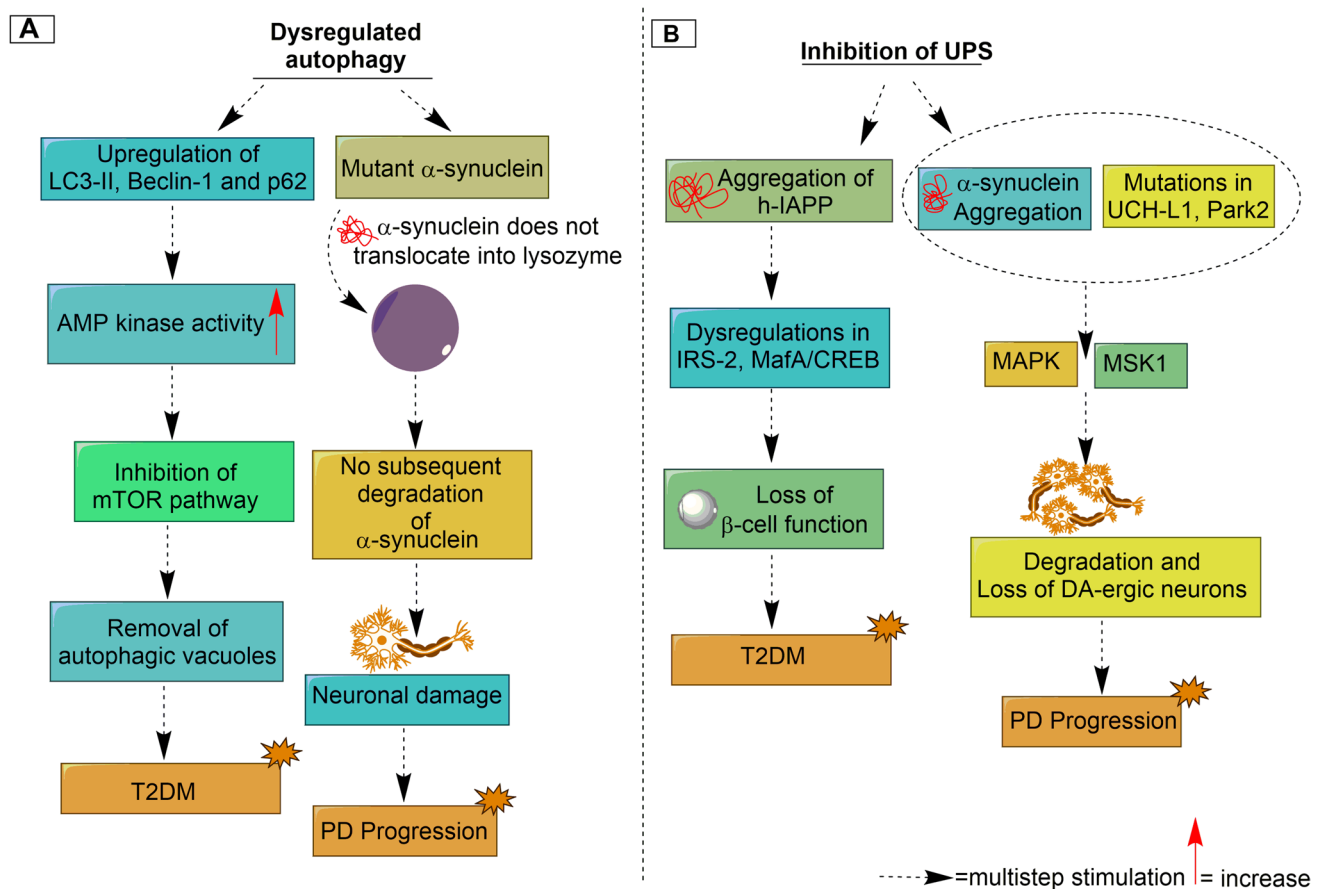 A
Dysregulated
autophagy
Upregulation of
LC3-II, Beclin-1 and p62
AMP kinase activity
Inhibition of
mTOR pathway
Removal of
autophagic vacuoles
T2DM
Mutant α-synuclein
α-synuclein does not
translocate into lysozyme
No subsequent
degradation
of
α-synuclein
Neuronal damage
PD Progression
B
Inhibition of UPS
Aggregation of
h-IAPP
Dysregulations in
IRS-2, MafA/CREB
Loss of
β-cell function
T2DM
α-synuclein
Aggregation
Mutations in
UCH-L1, Park2
MAPK
MSK1
Degradation and
Loss of DA-ergic neurons
PD Progression
=multistep stimulation
= increase